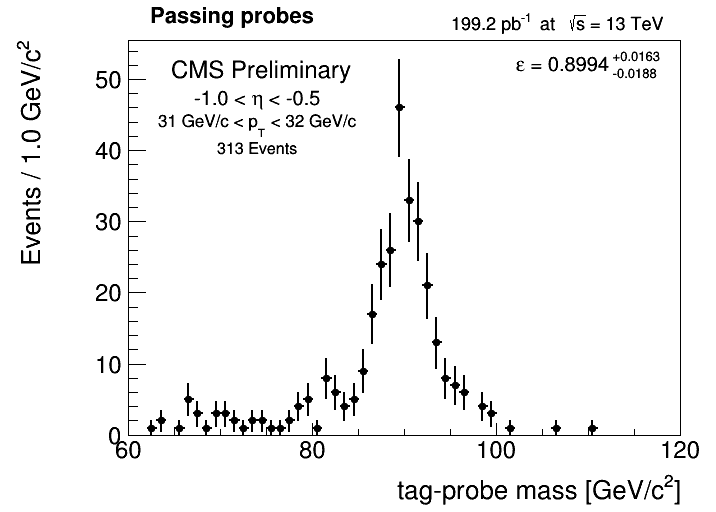 Passing probes
199.2 pb⁻¹ at √s = 13 TeV
CMS Preliminary
-1.0 < η < -0.5
31 GeV/c < p_T < 32 GeV/c
313 Events
ε = 0.8994 +0.0163 -0.0188
Events / 1.0 GeV/c²
50
40
30
20
10
0
60 80 100 120
tag-probe mass [GeV/c²]